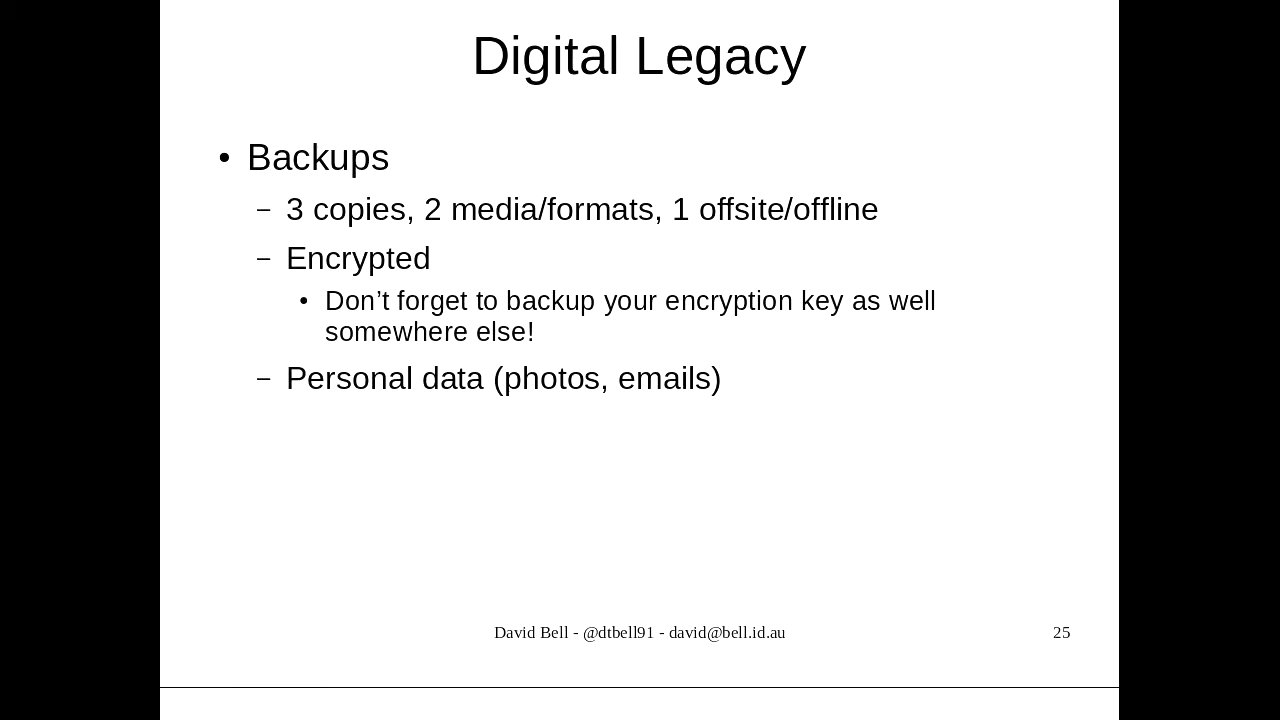 Digital Legacy
• Backups
– 3 copies, 2 media/formats, 1 offsite/offline
– Encrypted
• Don’t forget to backup your encryption key as well
somewhere else!
– Personal data (photos, emails)
David Bell - @dtbell91 - david@bell.id.au 25